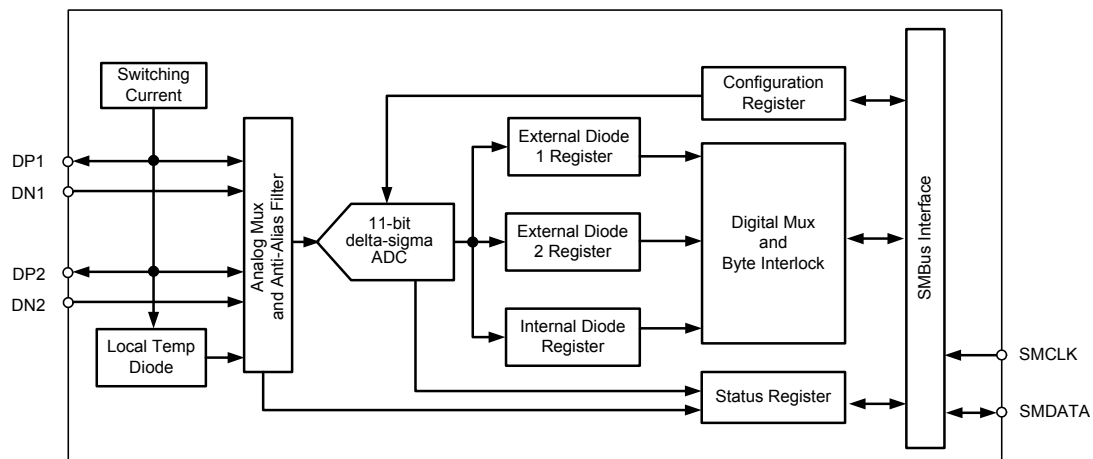 Switching
Current
DP1
DN1
DP2
DN2
Local Temp
Diode
Analog Mux
and Anti-Alias Filter
11-bit
delta-sigma
ADC
External Diode
1 Register
External Diode
2 Register
Internal Diode
Register
Configuration
Register
Digital Mux
and
Byte Interlock
Status Register
SMBus Interface
SMCLK
SMDATA